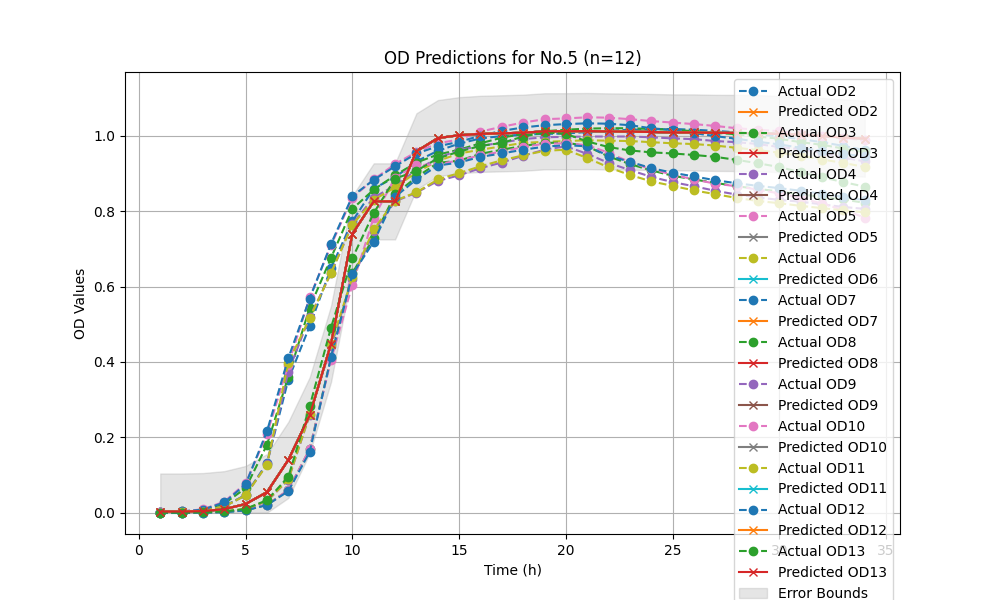 OD Predictions for No.5 (n=12)
OD Values
1.0
0.8
0.6
0.4
0.2
0.0
0
5
10
15
20
25
30
35
Time (h)
Actual OD2
Predicted OD2
Actual OD3
Predicted OD3
Actual OD4
Predicted OD4
Actual OD5
Predicted OD5
Actual OD6
Predicted OD6
Actual OD7
Predicted OD7
Actual OD8
Predicted OD8
Actual OD9
Predicted OD9
Actual OD10
Predicted OD10
Actual OD11
Predicted OD11
Actual OD12
Predicted OD12
Actual OD13
Predicted OD13
Error Bounds